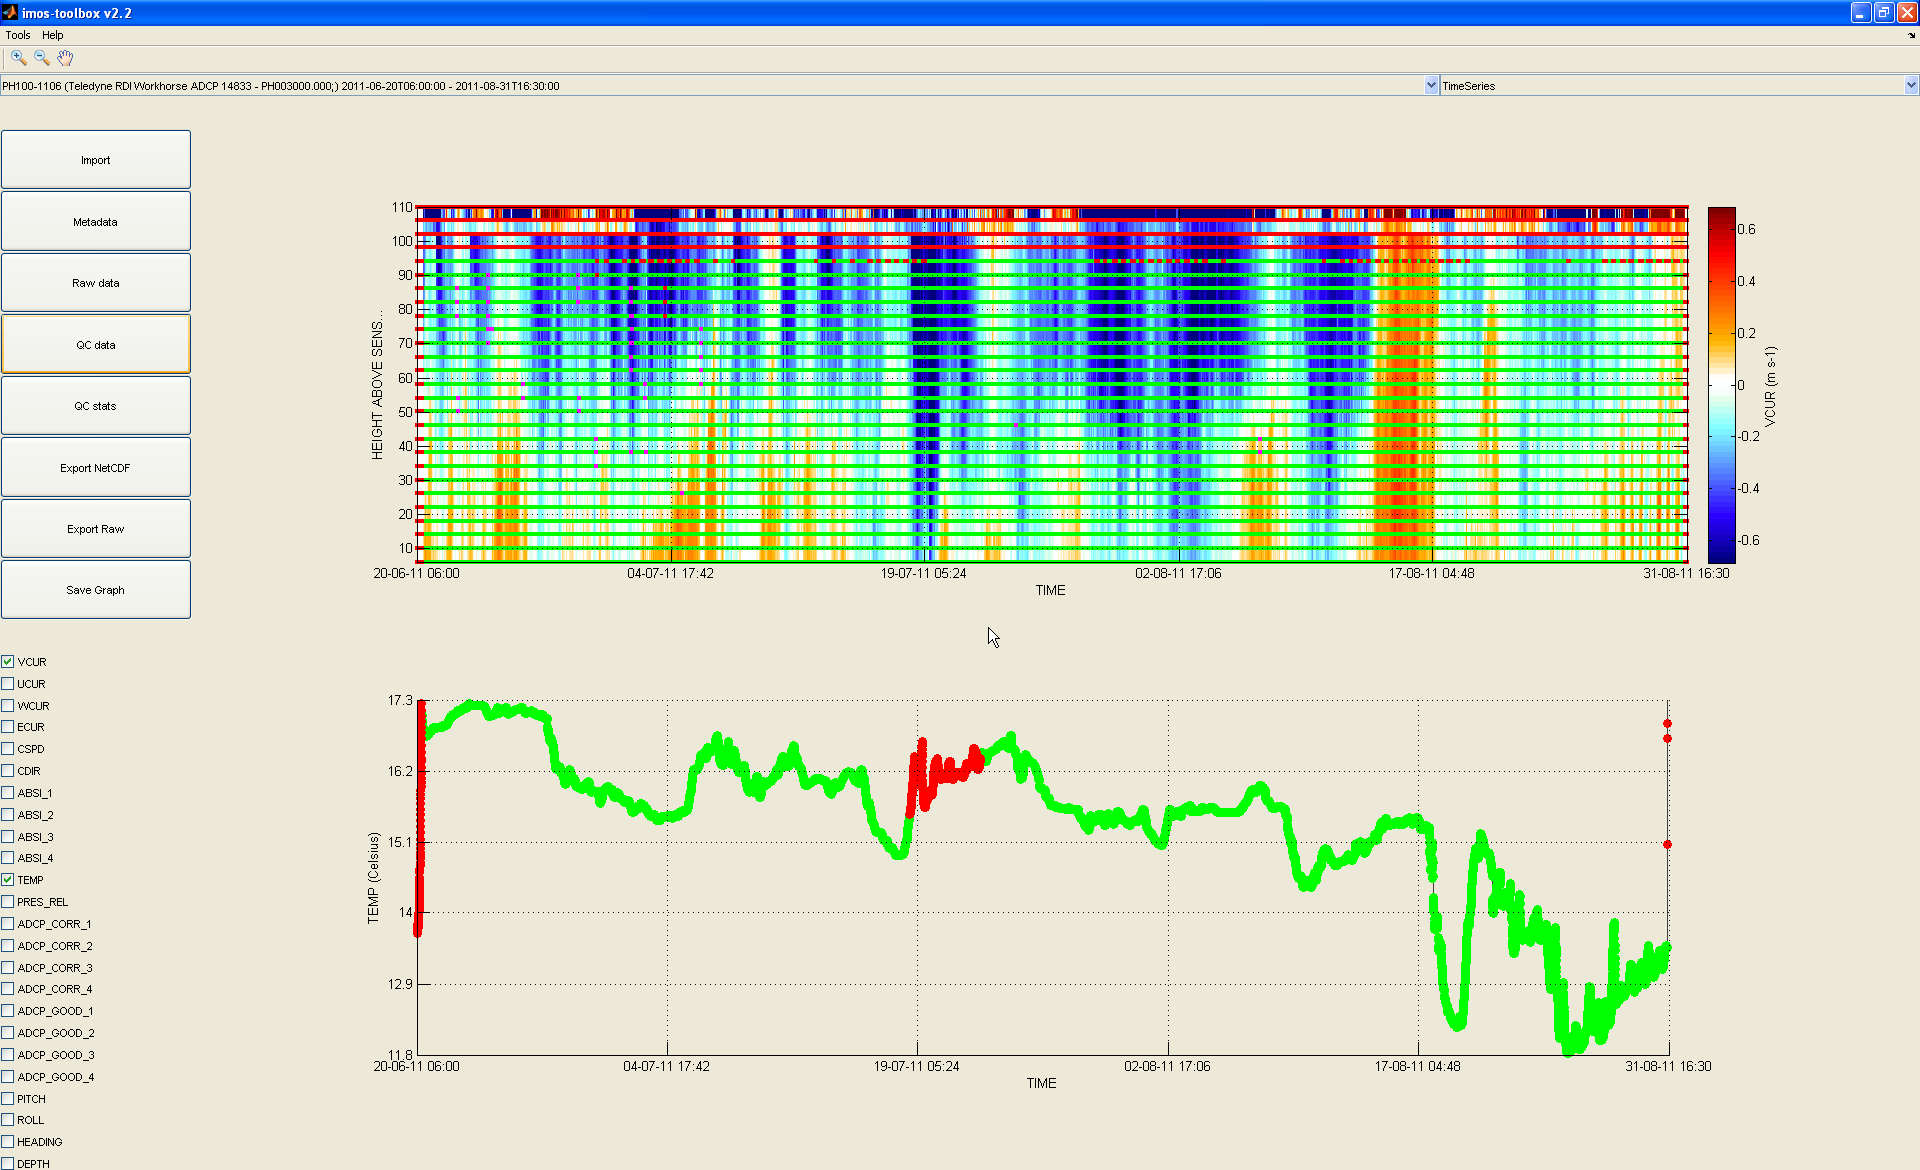 imos-toolbox v2.2
Tools Help
PH100-1106 (Teledyne RDI Workhorse ADCP 14833 - PH003000.000;) 2011-06-20T06:00:00 - 2011-08-31T16:30:00
TimeSeries
Import
Metadata
Raw data
QC data
QC stats
Export NetCDF
Export Raw
Save Graph
VCUR
UCUR
WCUR
ECUR
CSPD
CDIR
ABSI_1
ABSI_2
ABSI_3
ABSI_4
TEMP
PRES_REL
ADCP_CORR_1
ADCP_CORR_2
ADCP_CORR_3
ADCP_CORR_4
ADCP_GOOD_1
ADCP_GOOD_2
ADCP_GOOD_3
ADCP_GOOD_4
PITCH
ROLL
HEADING
DEPTH
HEIGHT ABOVE SENS...
110
100
90
80
70
60
50
40
30
20
10
20-06-11 06:00 04-07-11 17:42 19-07-11 05:24 02-08-11 17:06 17-08-11 04:48 31-08-11 16:30
TIME
0.6
0.4
0.2
0
-0.2
-0.4
-0.6
VCUR (m s-1)
TEMP (Celsius)
17.3
16.2
15.1
14
12.9
11.8
20-06-11 06:00 04-07-11 17:42 19-07-11 05:24 02-08-11 17:06 17-08-11 04:48 31-08-11 16:30
TIME